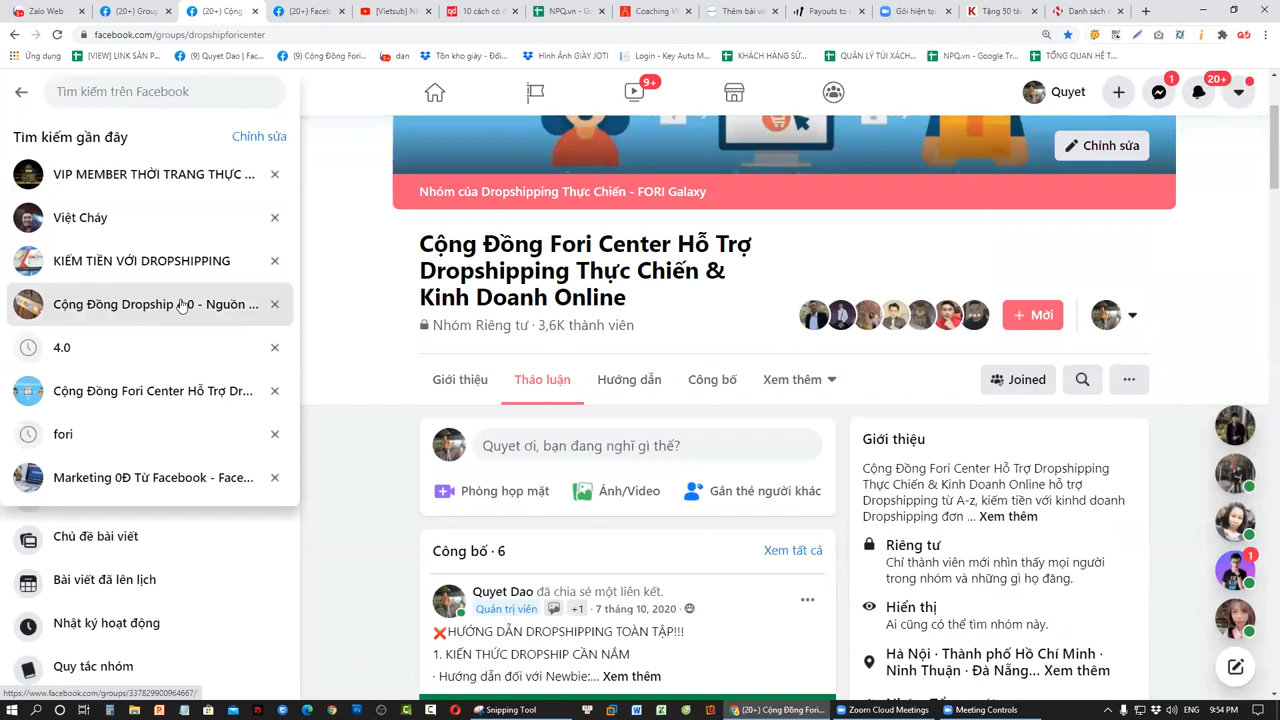 Zalo Web
(20+) Group
(20+) Cộng
(20+) Faceb
[Vietsub] Nh
10 cách có c
NPQ.vn - Go
Coaching VI
Thêm bài vi
Payouts to m
Gói hiện tại
Tặng 50 tà
Danh sách s
facebook.com/groups/dropshipforicenter
Ứng dụng
[VIEW] LINK SẢN P...
(9) Quyet Dao | Fac...
(9) Cộng Đồng Fori...
dan
Tồn kho giày - Đối...
Hình Ảnh GIÀY JOTI
Login - Key Auto M...
KHÁCH HÀNG SỬ...
QUẢN LÝ TÚI XÁCH...
NPQ.vn - Google Tr...
TỔNG QUAN HỆ T...
Tìm kiếm trên Facebook
9+
Quyet
1
20+
Tìm kiếm gần đây
Chỉnh sửa
VIP MEMBER THỜI TRANG THỰC ...
Việt Cháy
KIẾM TIỀN VỚI DROPSHIPPING
Cộng Đồng Dropship 4.0 - Nguồn ...
4.0
Cộng Đồng Fori Center Hỗ Trợ Dr...
fori
Marketing 0Đ Từ Facebook - Face...
Chủ đề bài viết
Bài viết đã lên lịch
Nhật ký hoạt động
Quy tắc nhóm
https://www.facebook.com/groups/337829900964667/
Chỉnh sửa
Nhóm của Dropshipping Thực Chiến - FORI Galaxy
Cộng Đồng Fori Center Hỗ Trợ
Dropshipping Thực Chiến &
Kinh Doanh Online
Nhóm Riêng tư · 3,6K thành viên
+ Mời
Giới thiệu
Thảo luận
Hướng dẫn
Công bố
Xem thêm
Joined
Quyet ơi, bạn đang nghĩ gì thế?
Phòng họp mặt
Ảnh/Video
Gắn thẻ người khác
Công bố · 6
Xem tất cả
Quyet Dao đã chia sẻ một liên kết.
Quản trị viên
+1 · 7 tháng 10, 2020 ·
❌HƯỚNG DẪN DROPSHIPPING TOÀN TẬP!!!
1. KIẾN THỨC DROPSHIP CẦN NẮM
· Hướng dẫn đối với Newbie:... Xem thêm
Giới thiệu
Cộng Đồng Fori Center Hỗ Trợ Dropshipping
Thực Chiến & Kinh Doanh Online hỗ trợ
Dropshipping từ A-z, kiếm tiền với kinhd doanh
Dropshipping đơn ... Xem thêm
Riêng tư
Chỉ thành viên mới nhìn thấy mọi người
trong nhóm và những gì họ đăng.
Hiển thị
Ai cũng có thể tìm nhóm này.
Hà Nội · Thành phố Hồ Chí Minh ·
Ninh Thuận · Đà Nẵng... Xem thêm
1
Snipping Tool
(20+) Cộng Đồng Fori...
Zoom Cloud Meetings
Meeting Controls
ENG
9:54 PM